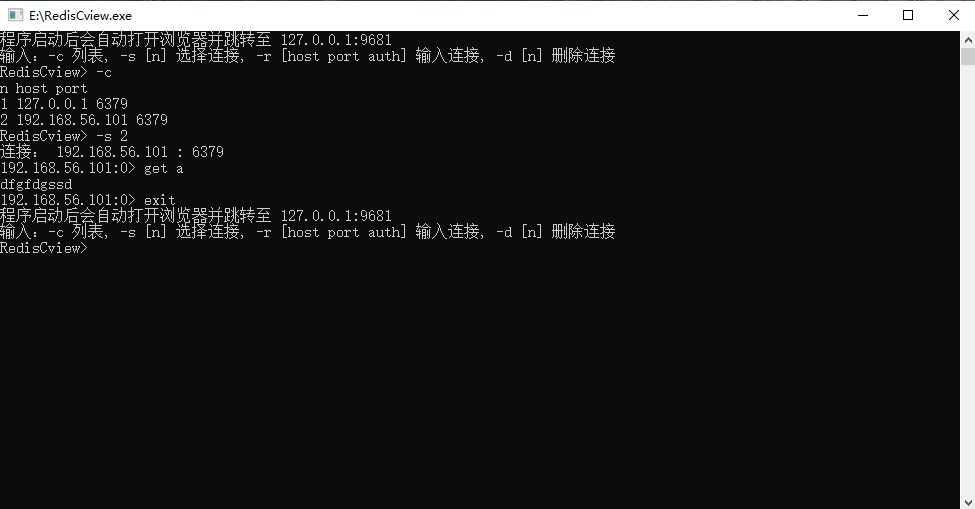 E:\RedisCview.exe
程序启动后会自动打开浏览器并跳转至 127.0.0.1:9681
输入: -c 列表, -s [n] 选择连接, -r [host port auth] 输入连接, -d [n] 删除连接
RedisCview> -c
n host port
1 127.0.0.1 6379
2 192.168.56.101 6379
RedisCview> -s 2
连接:  192.168.56.101 : 6379
192.168.56.101:0> get a
dfgfdgssd
192.168.56.101:0> exit
程序启动后会自动打开浏览器并跳转至 127.0.0.1:9681
输入: -c 列表, -s [n] 选择连接, -r [host port auth] 输入连接, -d [n] 删除连接
RedisCview>